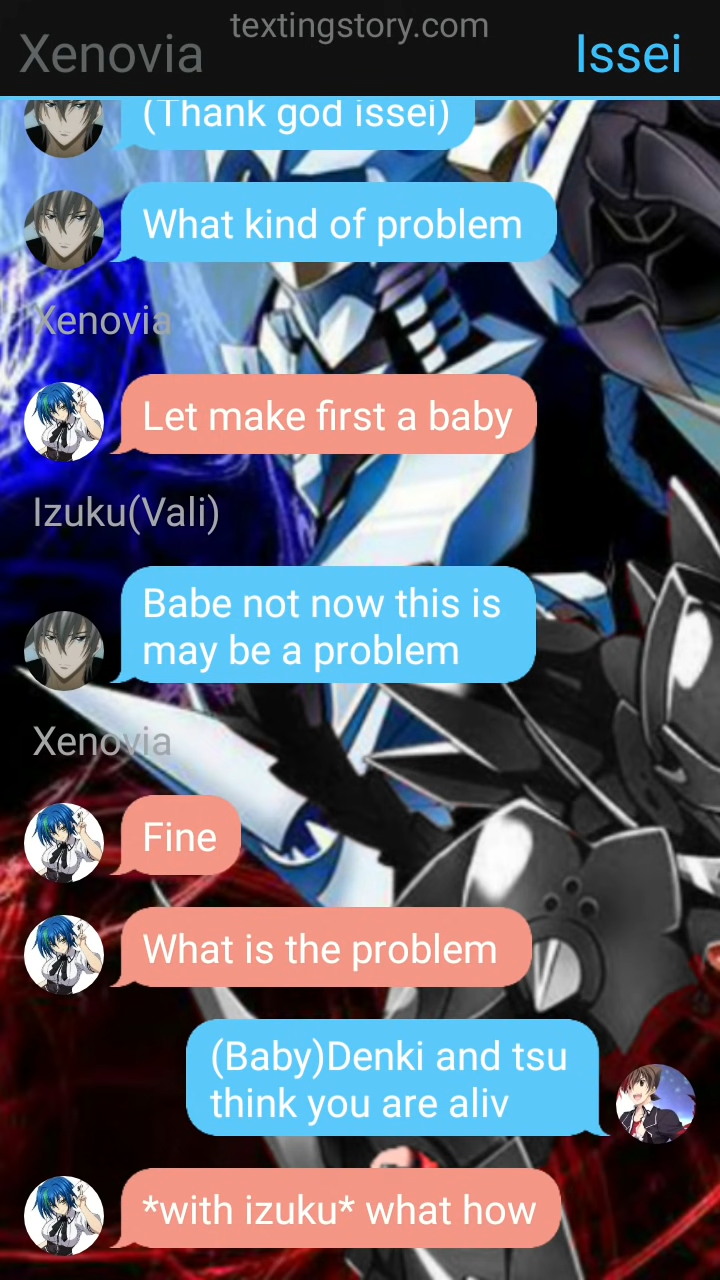 textingstory.com
Xenovia
Issei
(Thank god issei)
What kind of problem
Xenovia
Let make first a baby
Izuku(Vali)
Babe not now this is
may be a problem
Xenovia
Fine
What is the problem
(Baby)Denki and tsu
think you are aliv
*with izuku* what how